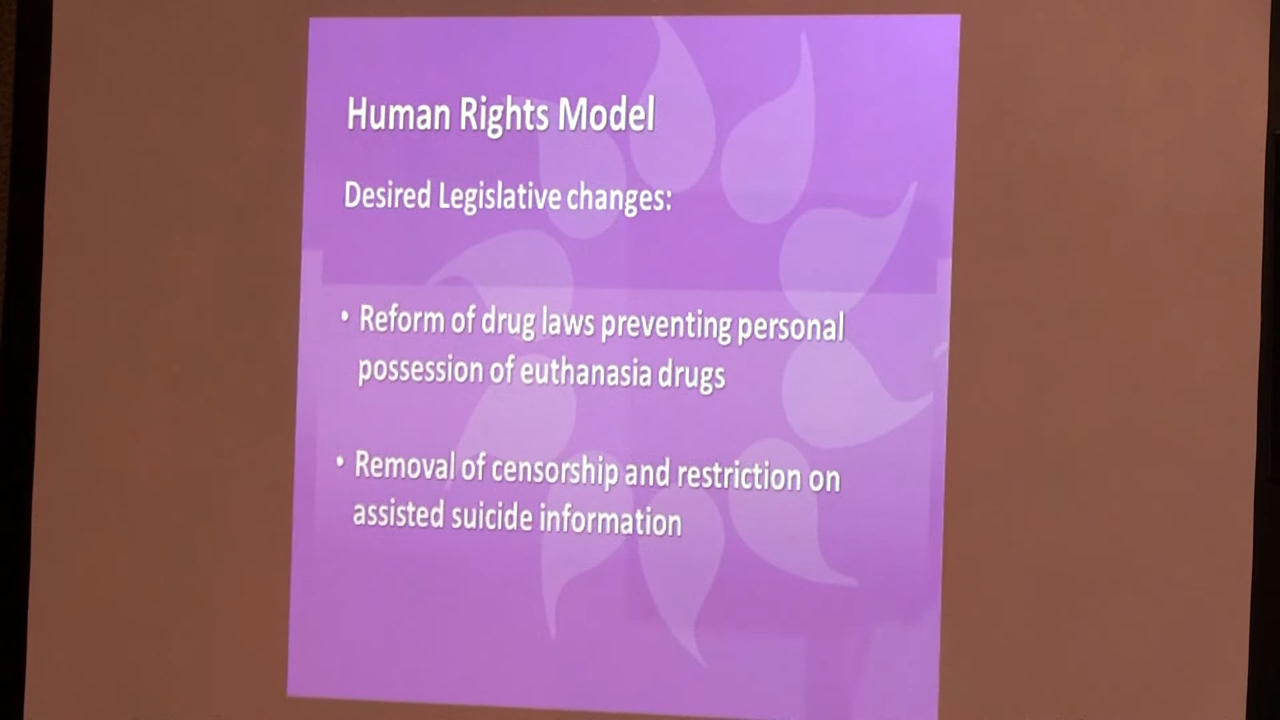 Human Rights Model
Desired Legislative changes:
• Reform of drug laws preventing personal
possession of euthanasia drugs
• Removal of censorship and restriction on
assisted suicide information